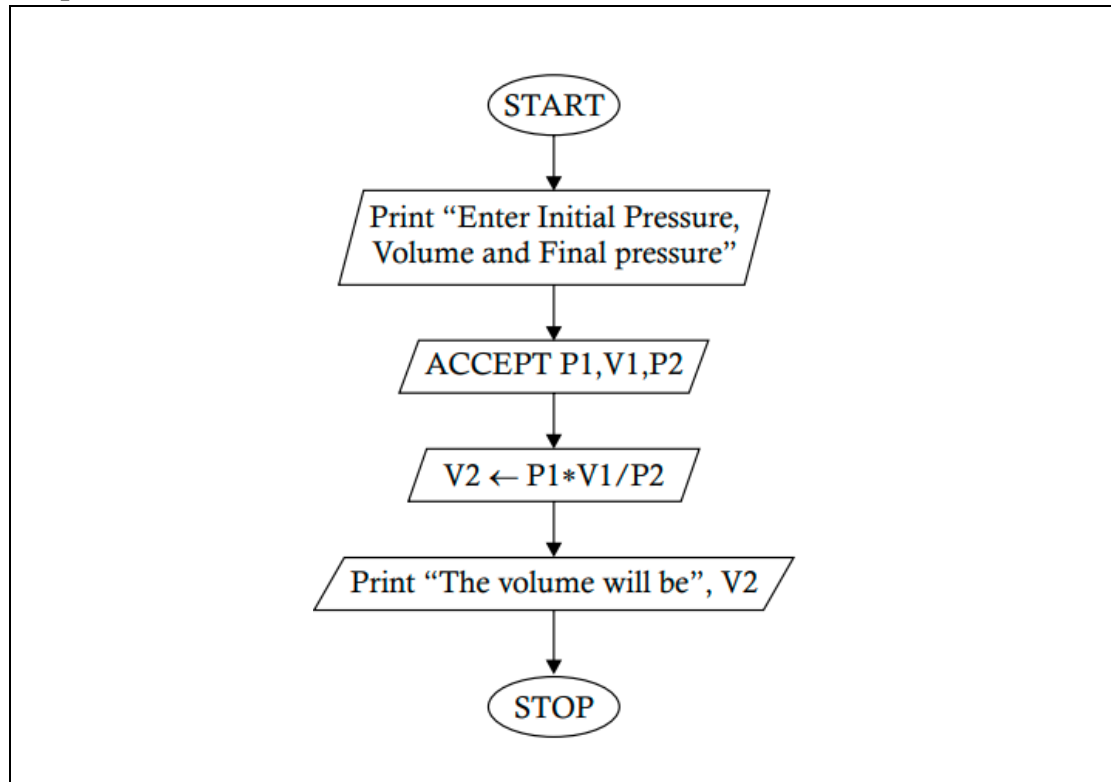 START
Print “Enter Initial Pressure,
Volume and Final pressure”
ACCEPT P1,V1,P2
V2 ← P1*V1/P2
Print “The volume will be”, V2
STOP